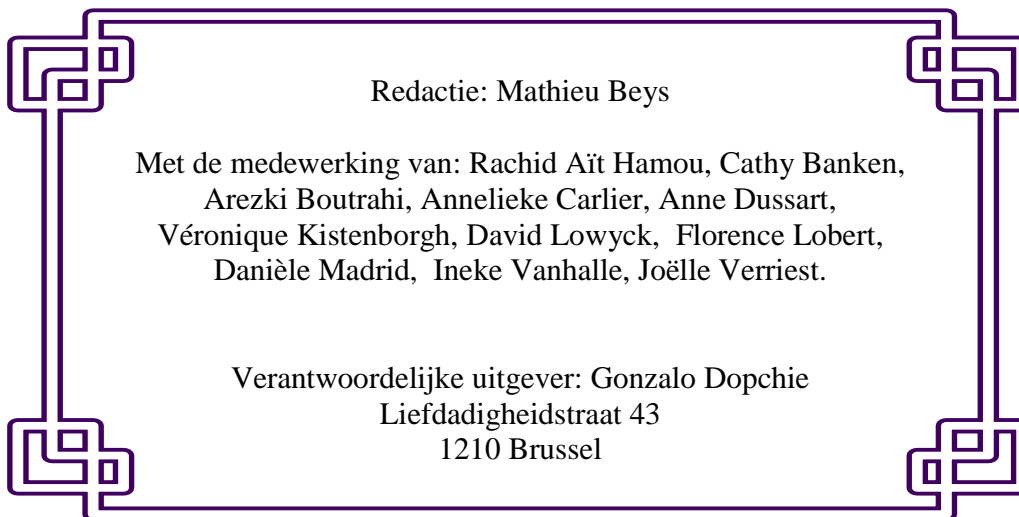 Redactie: Mathieu Beys
Met de medewerking van: Rachid Aït Hamou, Cathy Banken,
Arezki Boutrahi, Annelieke Carlier, Anne Dussart,
Véronique Kistenborgh, David Lowyck, Florence Lobert,
Danièle Madrid, Ineke Vanhalle, Joëlle Verriest.
Verantwoordelijke uitgever: Gonzalo Dopchie
Liefdadigheidstraat 43
1210 Brussel